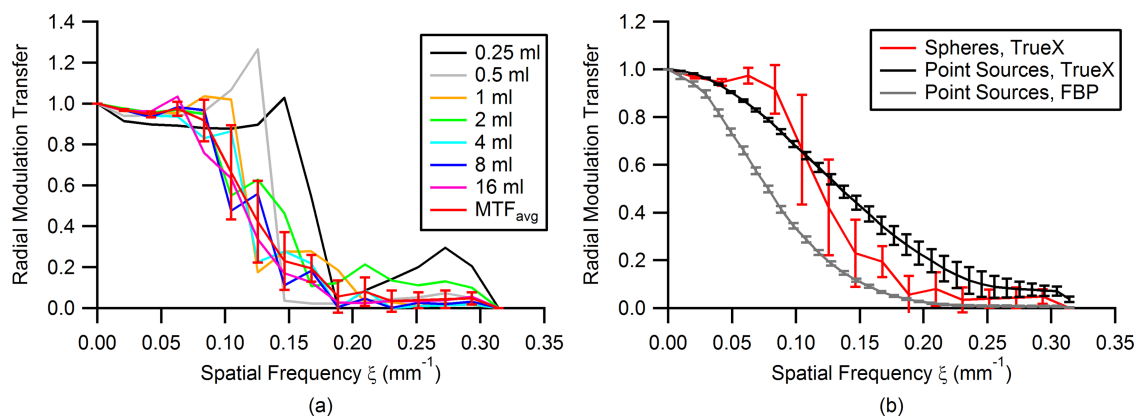 1.4
1.2
1.0
0.8
0.6
0.4
0.2
0.0
Radial Modulation Transfer
0.00 0.05 0.10 0.15 0.20 0.25 0.30 0.35
Spatial Frequency ξ (mm⁻¹)
0.25 ml
0.5 ml
1 ml
2 ml
4 ml
8 ml
16 ml
MTFavg
(a)
1.2
1.0
0.8
0.6
0.4
0.2
0.0
Radial Modulation Transfer
0.00 0.05 0.10 0.15 0.20 0.25 0.30 0.35
Spatial Frequency ξ (mm⁻¹)
Spheres, TrueX
Point Sources, TrueX
Point Sources, FBP
(b)